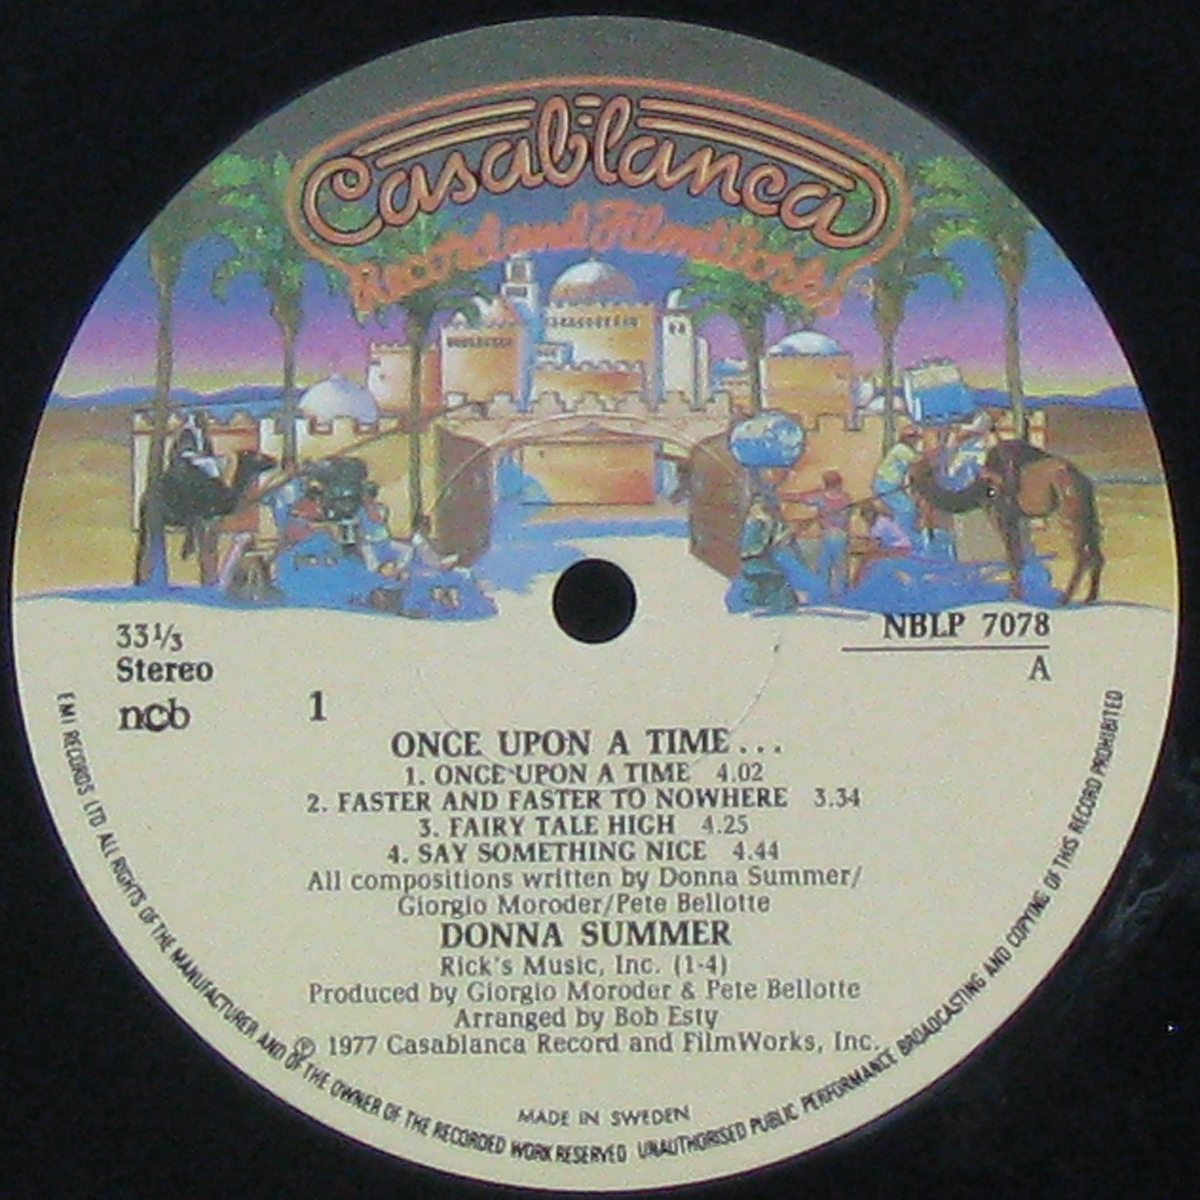 Casablanca
Record and FilmWorks
33 1/3
Stereo
ncb
NBLP 7078
A
1
ONCE UPON A TIME...
1. ONCE UPON A TIME 4.02
2. FASTER AND FASTER TO NOWHERE 3.34
3. FAIRY TALE HIGH 4.25
4. SAY SOMETHING NICE 4.44
All compositions written by Donna Summer/
Giorgio Moroder/Pete Bellotte
DONNA SUMMER
Rick's Music, Inc. (1-4)
Produced by Giorgio Moroder & Pete Bellotte
Arranged by Bob Esty
℗ 1977 Casablanca Record and FilmWorks, Inc.
MADE IN SWEDEN
EMI RECORDS LTD ALL RIGHTS OF THE MANUFACTURER AND OF THE OWNER OF THE RECORDED WORK RESERVED UNAUTHORISED PUBLIC PERFORMANCE BROADCASTING AND COPYING OF THIS RECORD PROHIBITED